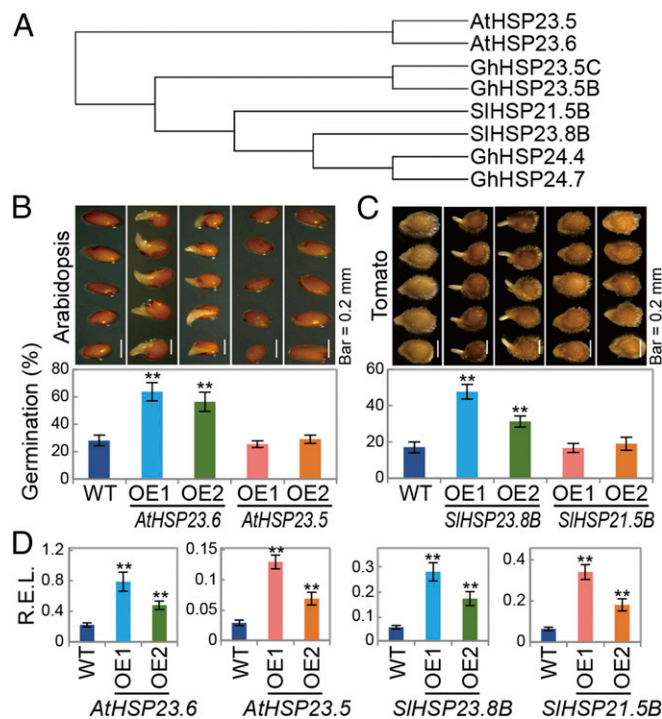 A
AtHSP23.5
AtHSP23.6
GhHSP23.5C
GhHSP23.5B
SlHSP21.5B
SlHSP23.8B
GhHSP24.4
GhHSP24.7
B
Arabidopsis
Bar = 0.2 mm
Germination (%)
80
60
40
20
0
** **
WT OE1 OE2 OE1 OE2
AtHSP23.6 AtHSP23.5
C
Tomato
Bar = 0.2 mm
60
40
20
0
** **
WT OE1 OE2 OE1 OE2
SlHSP23.8B SlHSP21.5B
D
R.E.L.
1.2
0.8
0.4
0
** **
WT OE1 OE2
AtHSP23.6
0.15
0.1
0.05
0
** **
WT OE1 OE2
AtHSP23.5
0.3
0.2
0.1
0
** **
WT OE1 OE2
SlHSP23.8B
0.4
0.2
0
** **
WT OE1 OE2
SlHSP21.5B